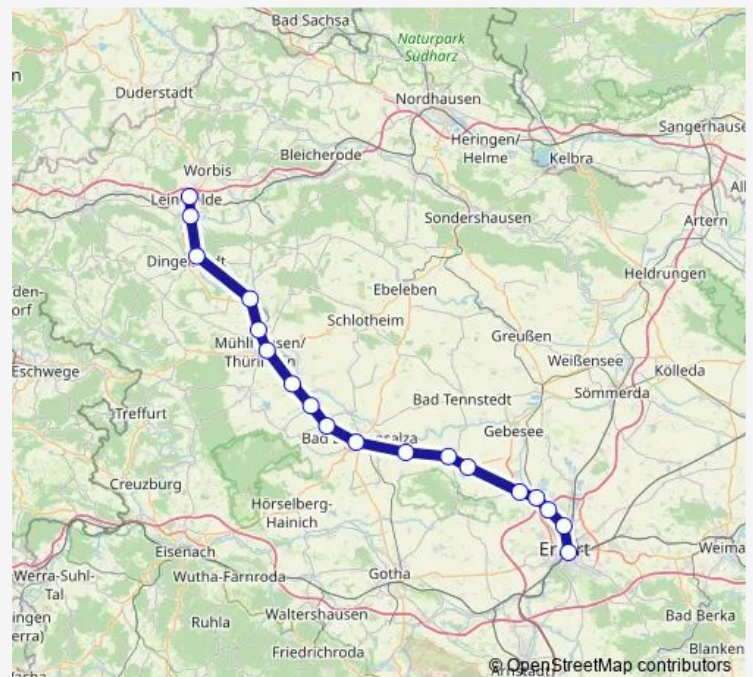 Bad Sachsa
Naturpark
Südharz
Duderstadt
Nordhausen
Sangerhause
Heringen/
Helme
Kelbra
Bleicherode
Worbis
Sondershausen
Artern
Heldrungen
Ebeleben
Schlotheim
Greußen
Weißensee
Kölleda
Eschwege
Sömmerda
Bad Tennstedt
Treffurt
Gebesee
Creuzburg
Hörselberg-
Hainich
Eisenach
Weima
Werra-Suhl-
Tal
Wutha-Farnroda
Gotha
Waltershausen
Bad Berka
Ruhla
Friedrichroda
Blanken
© OpenStreetMap contributors